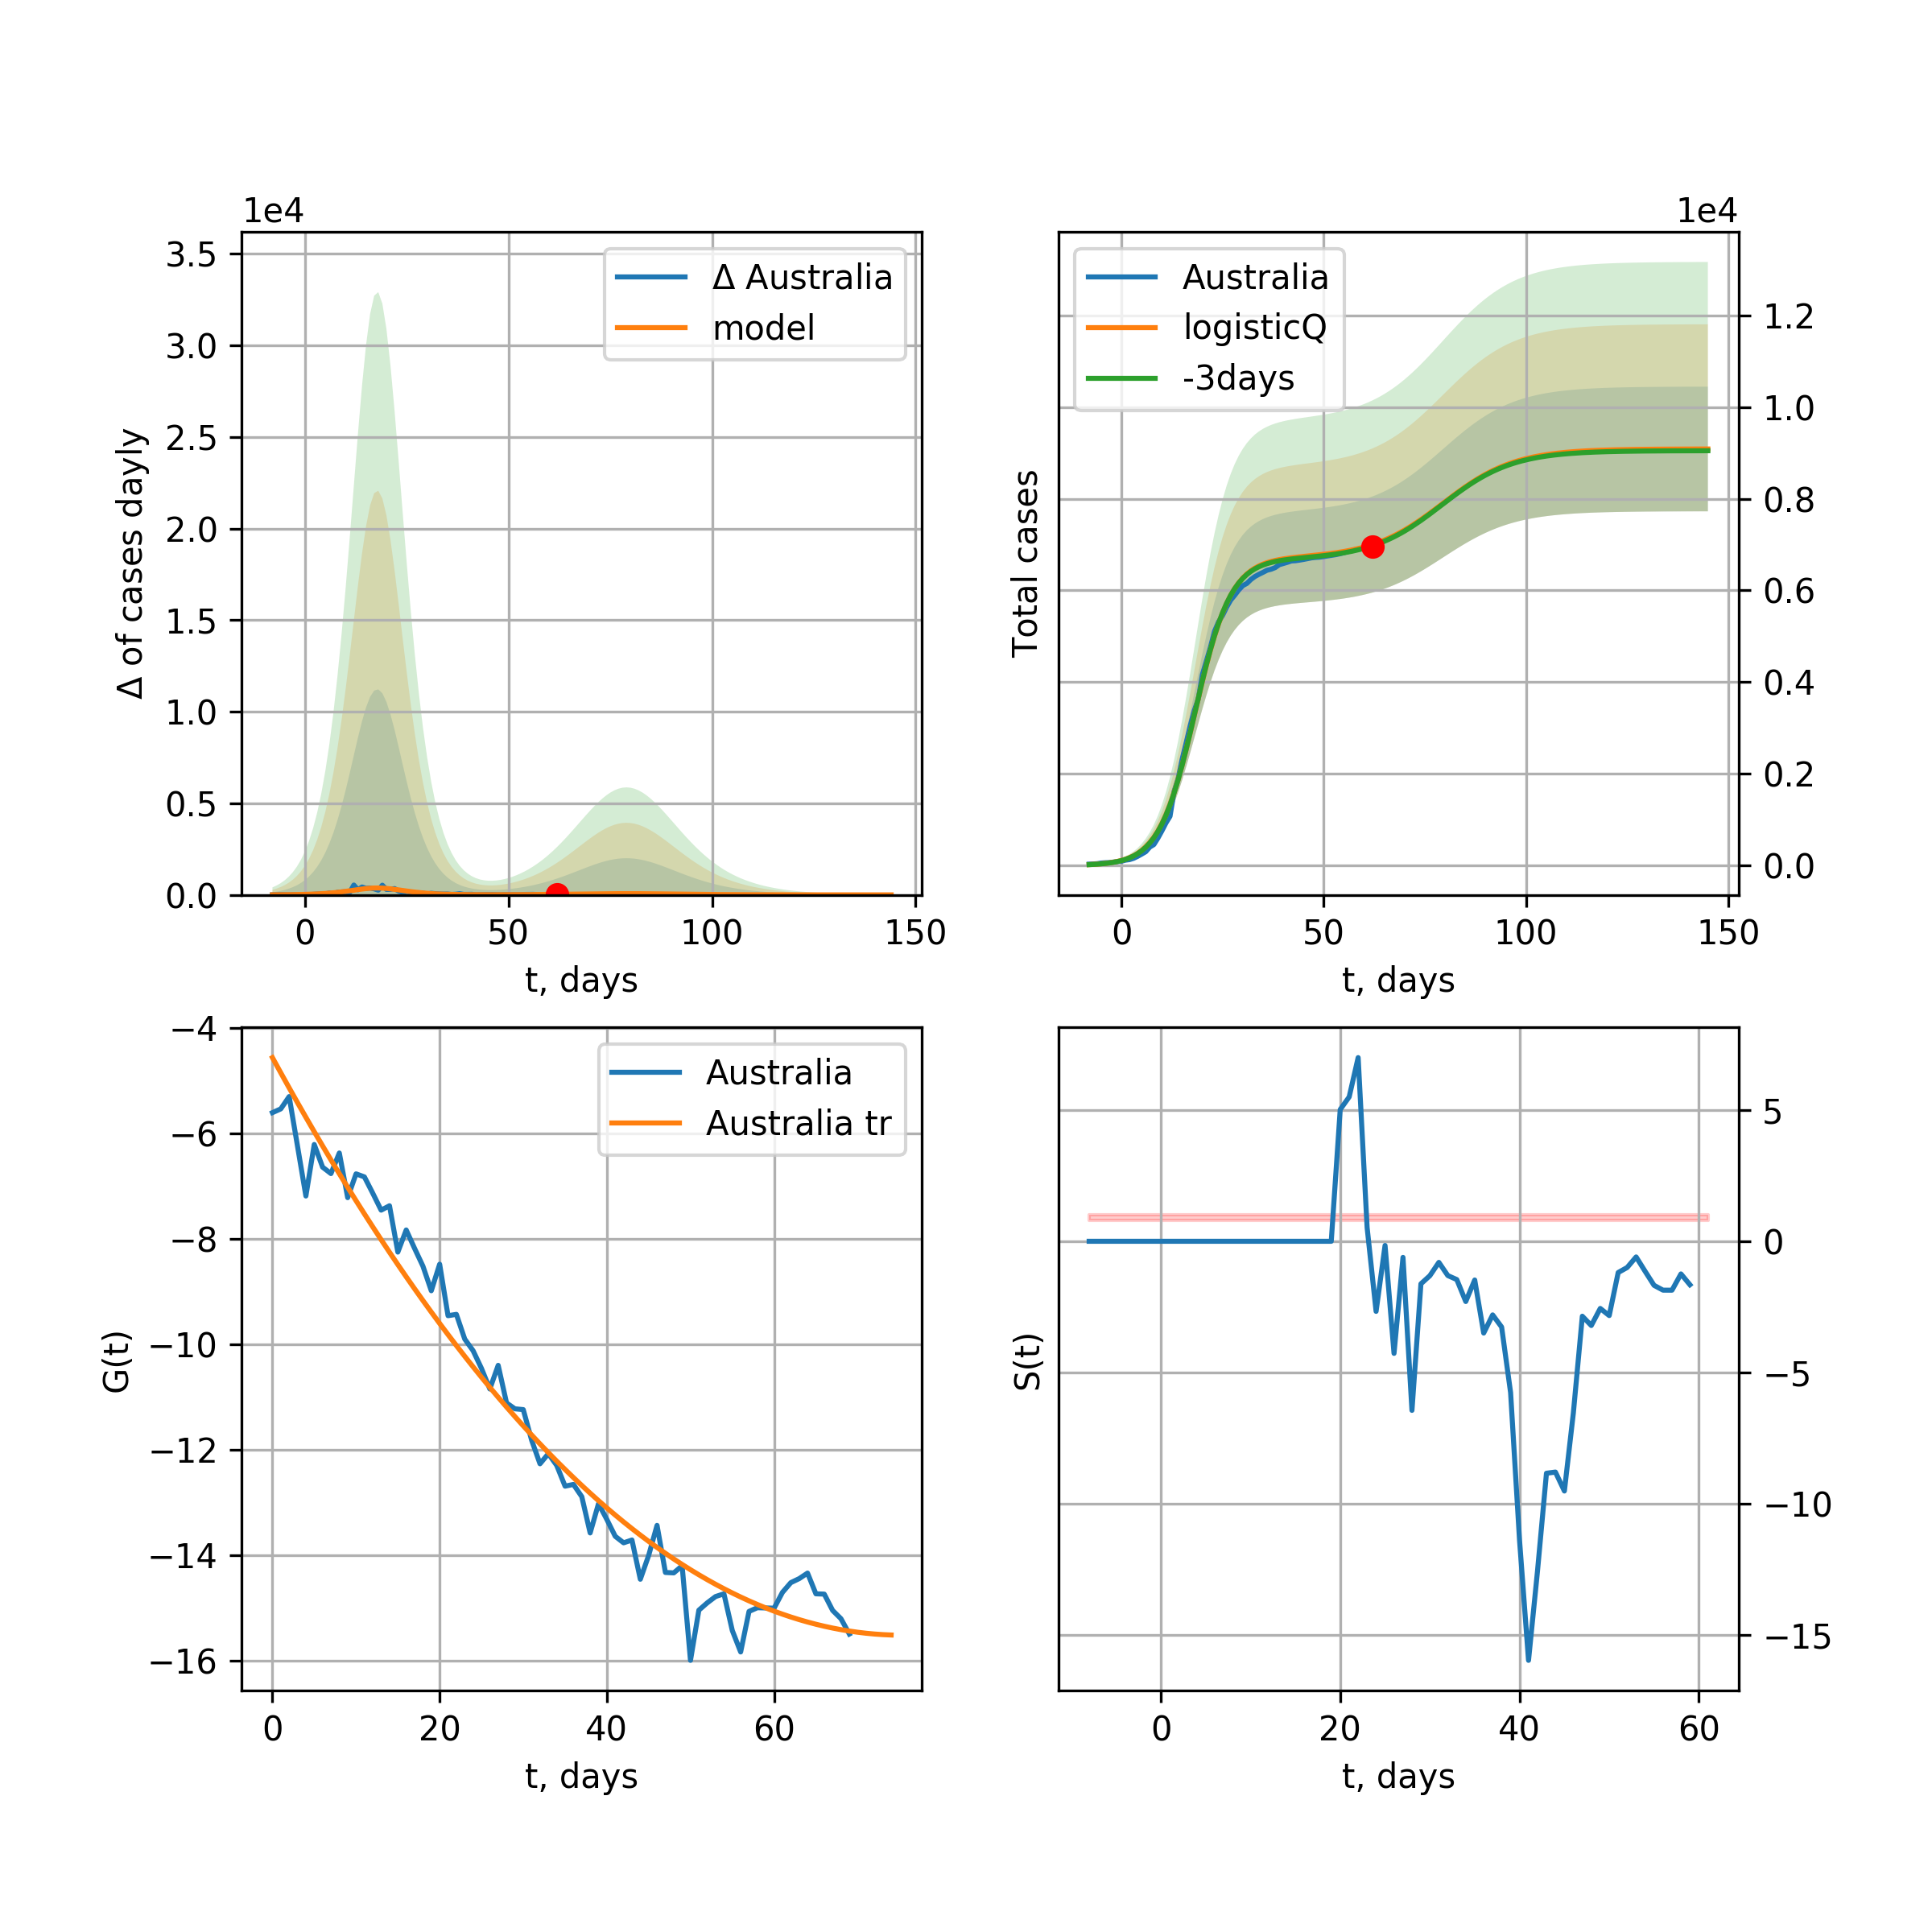 1e4
3.5
3.0
2.5
2.0
1.5
1.0
0.5
0.0
Δ of cases dayly
0 50 100 150
t, days
Δ Australia
model
1e4
1.2
1.0
0.8
0.6
0.4
0.2
0.0
Total cases
0 50 100 150
t, days
Australia
logisticQ
-3days
−4
−6
−8
−10
−12
−14
−16
G(t)
0 20 40 60
t, days
Australia
Australia tr
5
0
−5
−10
−15
S(t)
0 20 40 60
t, days